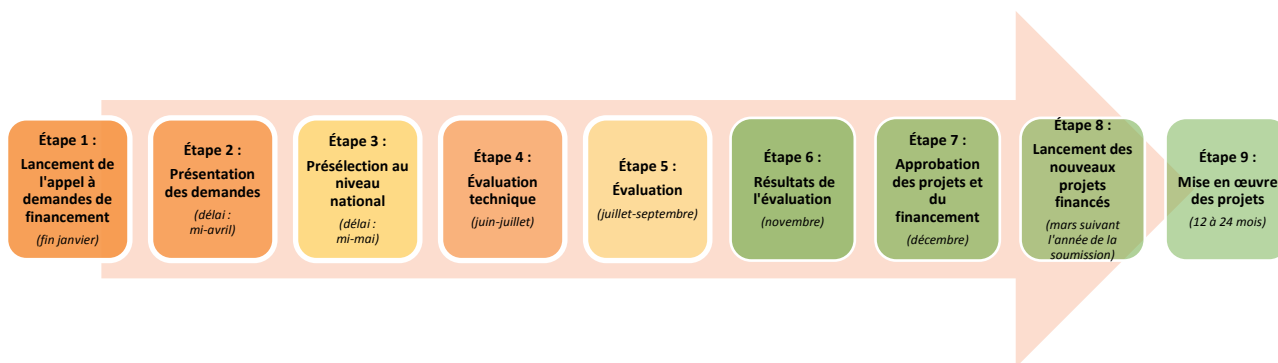 Étape 1 :
Lancement de
l'appel à
demandes de
financement
(fin janvier)
Étape 2 :
Présentation
des demandes
(délai :
mi-avril)
Étape 3 :
Présélection au
niveau
national
(délai :
mi-mai)
Étape 4 :
Évaluation
technique
(juin-juillet)
Étape 5 :
Évaluation
(juillet-septembre)
Étape 6 :
Résultats de
l'évaluation
(novembre)
Étape 7 :
Approbation
des projets et
du
financement
(décembre)
Étape 8 :
Lancement des
nouveaux
projets
financés
(mars suivant
l'année de la
soumission)
Étape 9 :
Mise en œuvre
des projets
(12 à 24 mois)